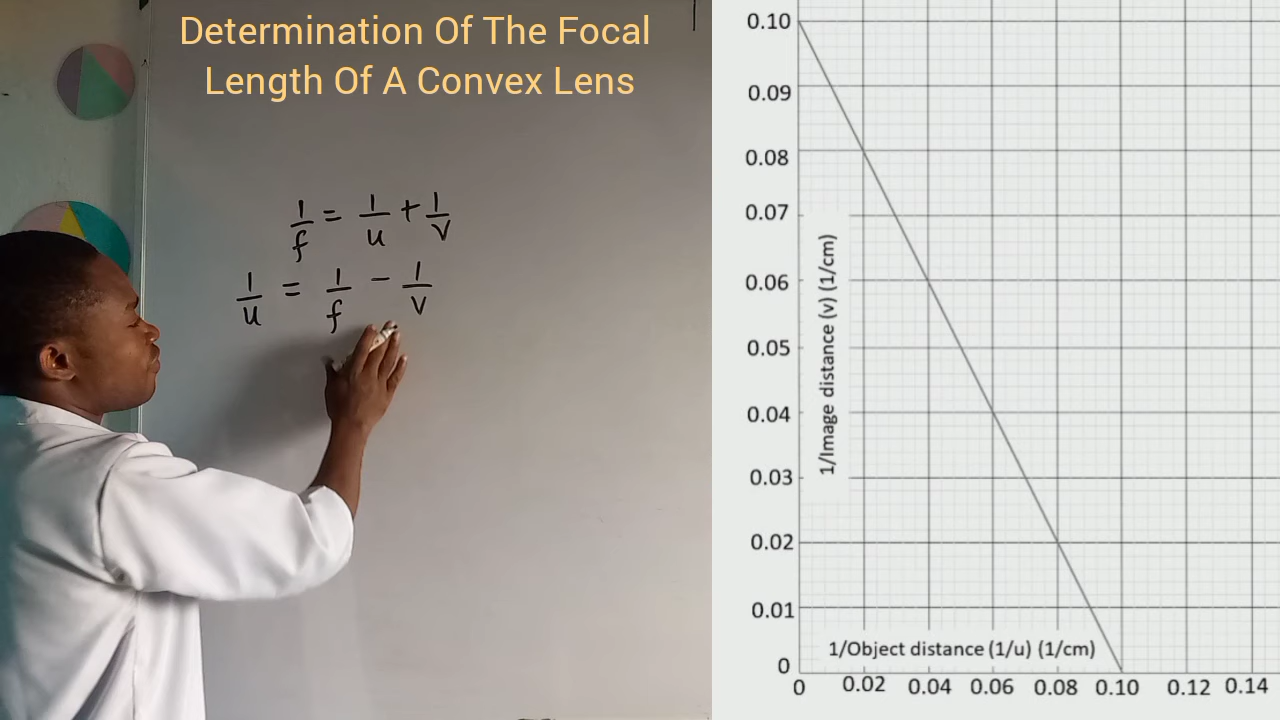 Determination Of The Focal
Length Of A Convex Lens
1/f = 1/u + 1/v
1/u = 1/f - 1/v
0.10
0.09
0.08
0.07
0.06
0.05
0.04
0.03
0.02
0.01
0
1/Image distance (v) (1/cm)
1/Object distance (1/u) (1/cm)
0 0.02 0.04 0.06 0.08 0.10 0.12 0.14